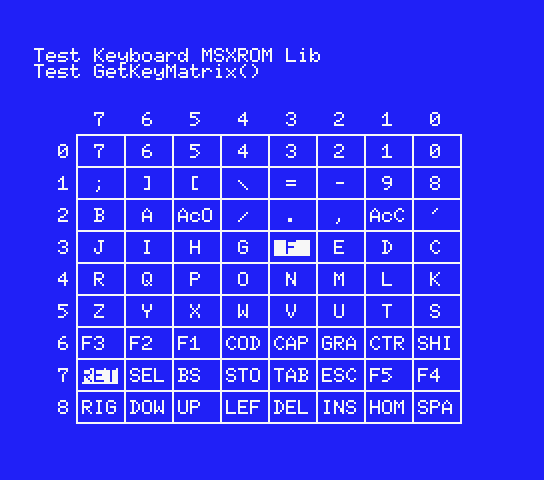 Test Keyboard MSXROM Lib
Test GetKeyMatrix()
7 6 5 4 3 2 1 0
0 7 6 5 4 3 2 1 0
1 ; ] [ \ = - 9 8
2 B A AcO / . , AcC ´
3 J I H G F E D C
4 R Q P O N M L K
5 Z Y X W V U T S
6 F3 F2 F1 COD CAP GRA CTR SHI
7 RET SEL BS STO TAB ESC F5 F4
8 RIG DOW UP LEF DEL INS HOM SPA